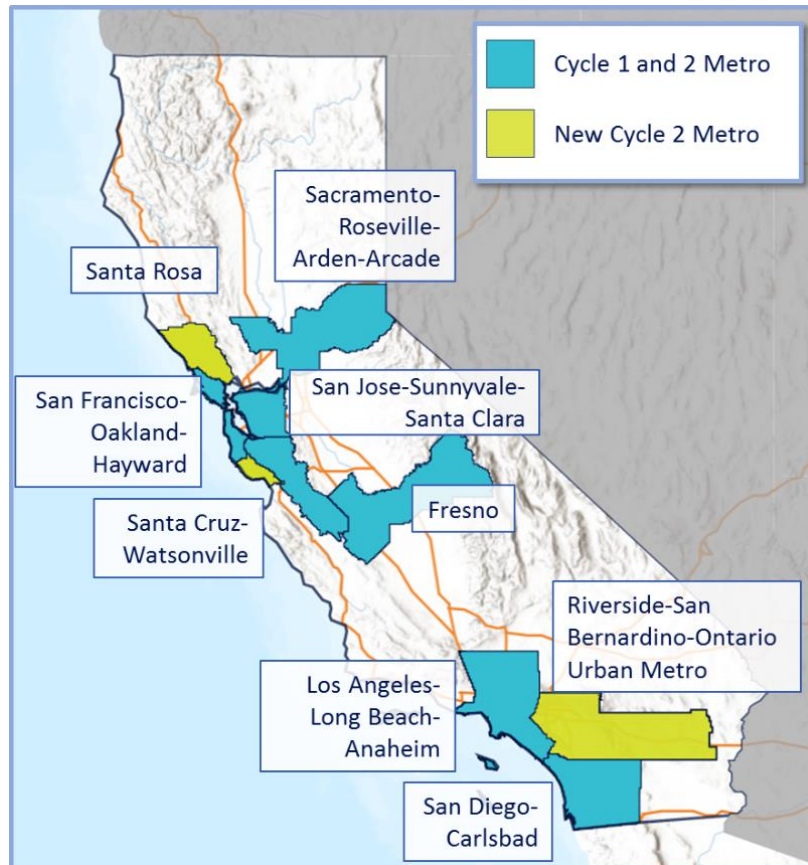 Cycle 1 and 2 Metro
New Cycle 2 Metro
Sacramento-
Roseville-
Arden-Arcade
Santa Rosa
San Francisco-
Oakland-
Hayward
San Jose-Sunnyvale-
Santa Clara
Santa Cruz-
Watsonville
Fresno
Riverside-San
Bernardino-Ontario
Urban Metro
Los Angeles-
Long Beach-
Anaheim
San Diego-
Carlsbad